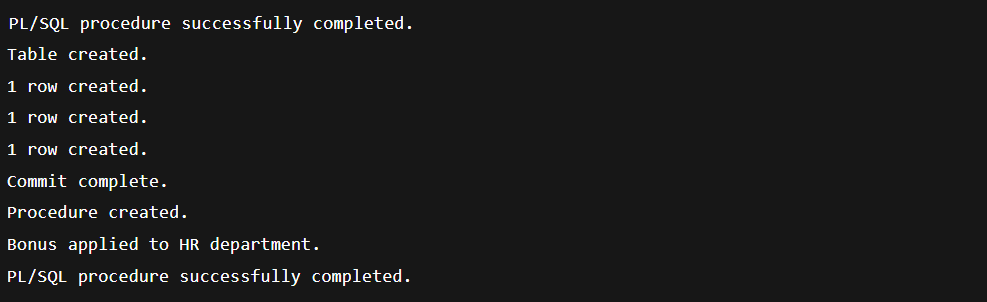 PL/SQL procedure successfully completed.
Table created.
1 row created.
1 row created.
1 row created.
Commit complete.
Procedure created.
Bonus applied to HR department.
PL/SQL procedure successfully completed.